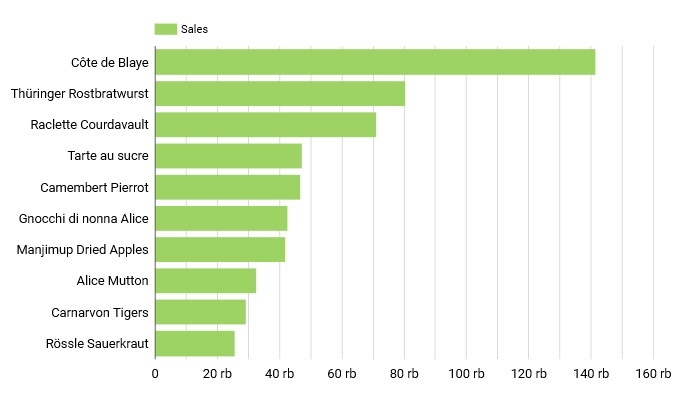 Sales
Côte de Blaye
Thüringer Rostbratwurst
Raclette Courdavault
Tarte au sucre
Camembert Pierrot
Gnocchi di nonna Alice
Manjimup Dried Apples
Alice Mutton
Carnarvon Tigers
Rössle Sauerkraut
0 20 rb 40 rb 60 rb 80 rb 100 rb 120 rb 140 rb 160 rb